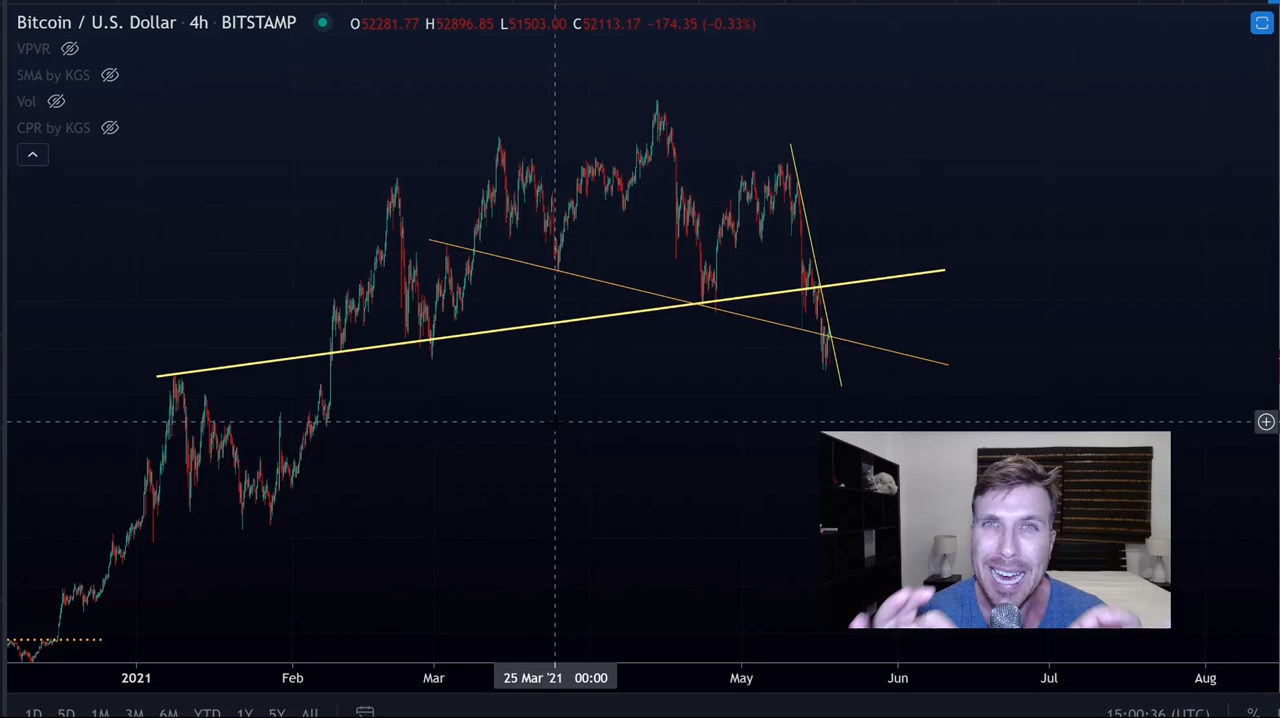 Bitcoin / U.S. Dollar 4h BITSTAMP O52281.77 H52896.85 L51503.00 C52113.17 −174.35 (−0.33%)
VPVR
SMA by KGS
Vol
CPR by KGS
2021 Feb Mar 25 Mar '21 00:00 May Jun Jul Aug
1D 5D 1M 3M 6M YTD 1Y 5Y All 15:00:36 (UTC) %